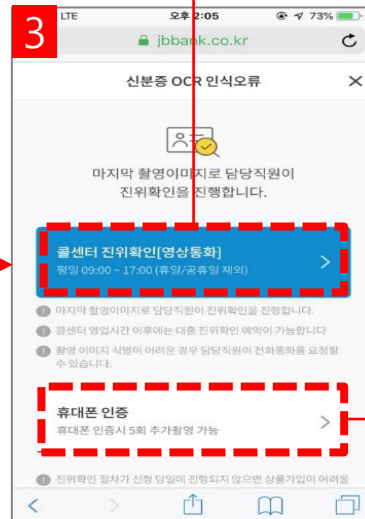 3
LTE 오후 2:05 73%
jbbank.co.kr
신분증 OCR 인식오류
마지막 촬영이미지로 담당직원이
진위확인을 진행합니다.
콜센터 진위확인[영상통화]
평일 09:00 ~ 17:00 (휴일/공휴일 제외)
마지막 촬영이미지로 담당직원이 진위확인을 진행합니다.
콜센터 영업시간 이후에는 대출 진위확인 예약이 가능합니다
촬영 이미지 식별이 어려운 경우 담당직원이 전화통화를 요청할
수 있습니다.
휴대폰 인증
휴대폰 인증시 5회 추가촬영 가능
진위확인 절차가 신청 당일에 진행되지 않으면 상품가입이 어려울